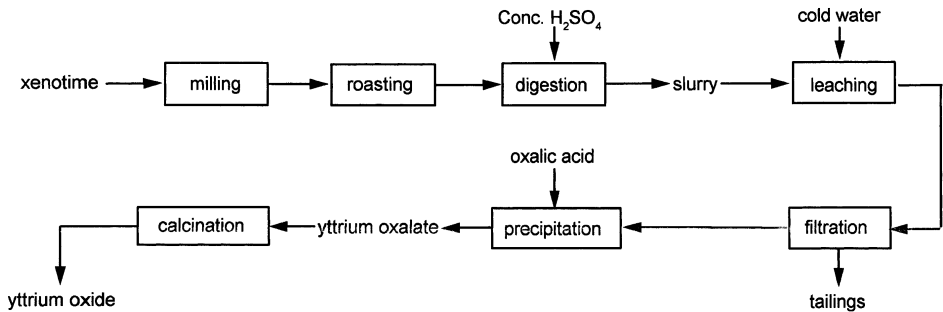 Conc. H₂SO₄
cold water
xenotime
milling
roasting
digestion
slurry
leaching
oxalic acid
calcination
yttrium oxalate
precipitation
filtration
yttrium oxide
tailings